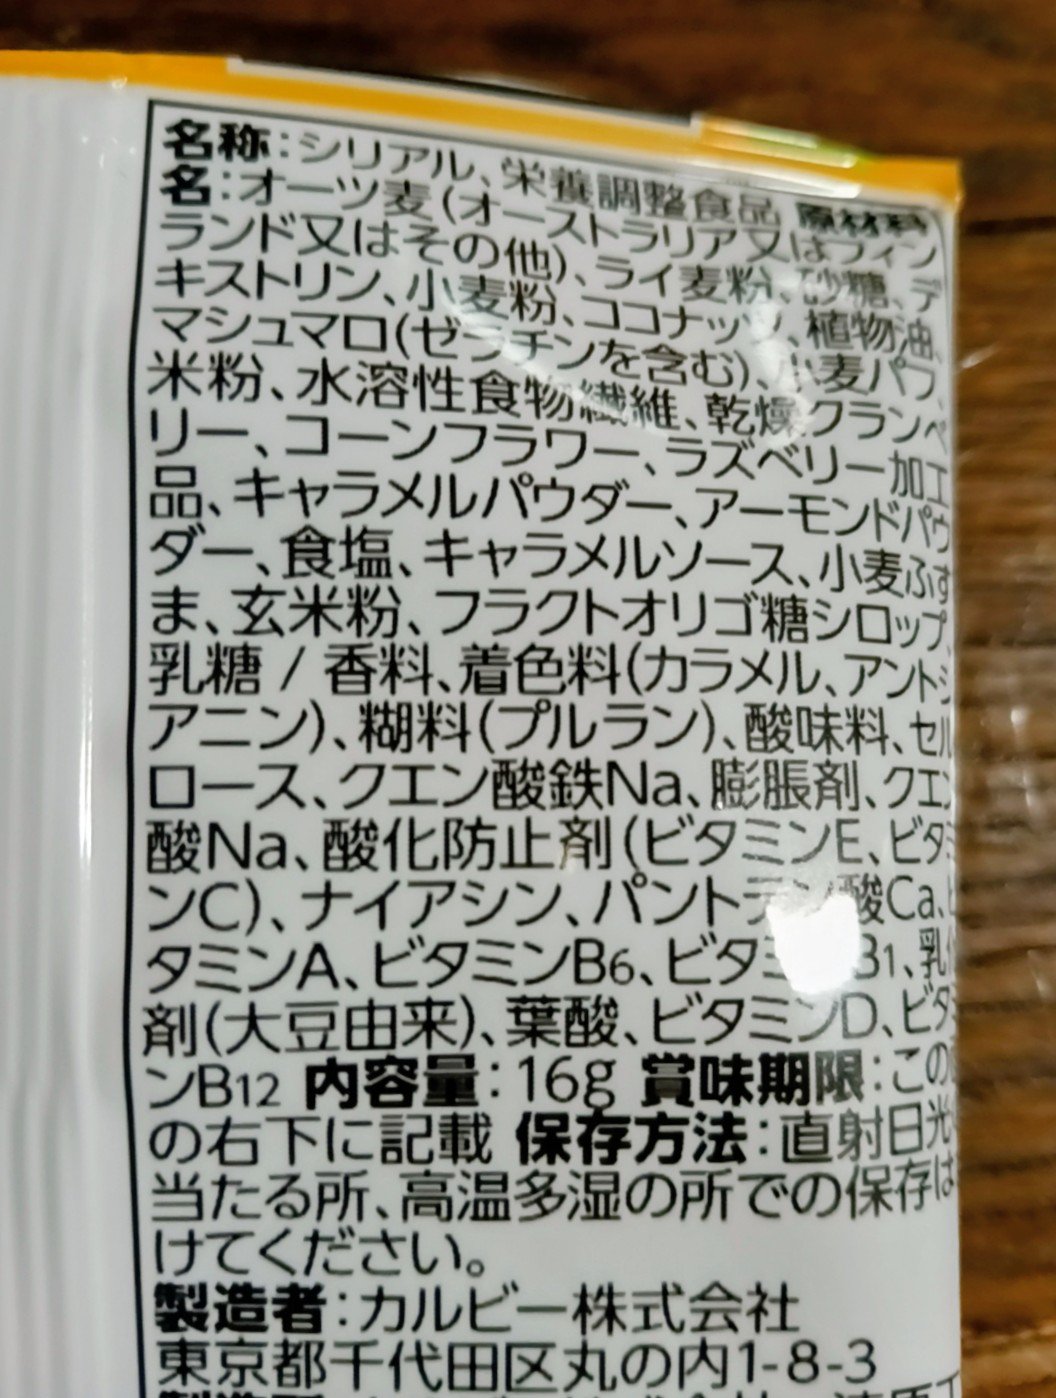 名称：シリアル、栄養調整食品 原材料
名：オーツ麦（オーストラリア又はフィン
ランド又はその他）、ライ麦粉、砂糖、デ
キストリン、小麦粉、ココナッツ、植物油、
マシュマロ（ゼラチンを含む）、小麦パフ、
米粉、水溶性食物繊維、乾燥クランベ
リー、コーンフラワー、ラズベリー加工
品、キャラメルパウダー、アーモンドパウ
ダー、食塩、キャラメルソース、小麦ふす
ま、玄米粉、フラクトオリゴ糖シロップ、
乳糖 / 香料、着色料（カラメル、アントシ
アニン）、糊料（プルラン）、酸味料、セル
ロース、クエン酸鉄Na、膨脹剤、クエン
酸Na、酸化防止剤（ビタミンE、ビタミ
ンC）、ナイアシン、パントテン酸Ca、ビ
タミンA、ビタミンB6、ビタミンB1、乳化
剤（大豆由来）、葉酸、ビタミンD、ビタミ
ンB12 内容量：16g 賞味期限：この
の右下に記載 保存方法：直射日光の
当たる所、高温多湿の所での保存は
けてください。
製造者：カルビー株式会社
東京都千代田区丸の内1-8-3